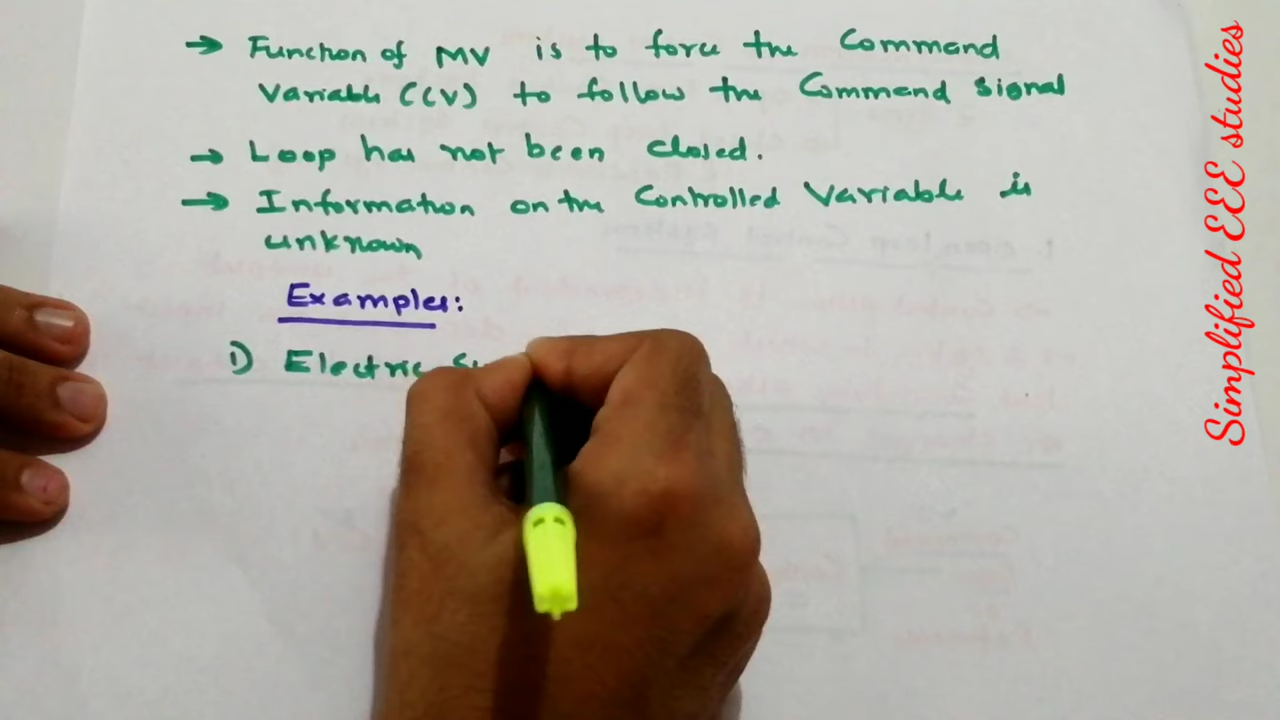 → Function of MV is to force the Command
Variable (CV) to follow the Command Signal
→ Loop has not been closed.
→ Information on the Controlled Variable is
unknown
Examples:
1) Electric
Simplified EEE studies